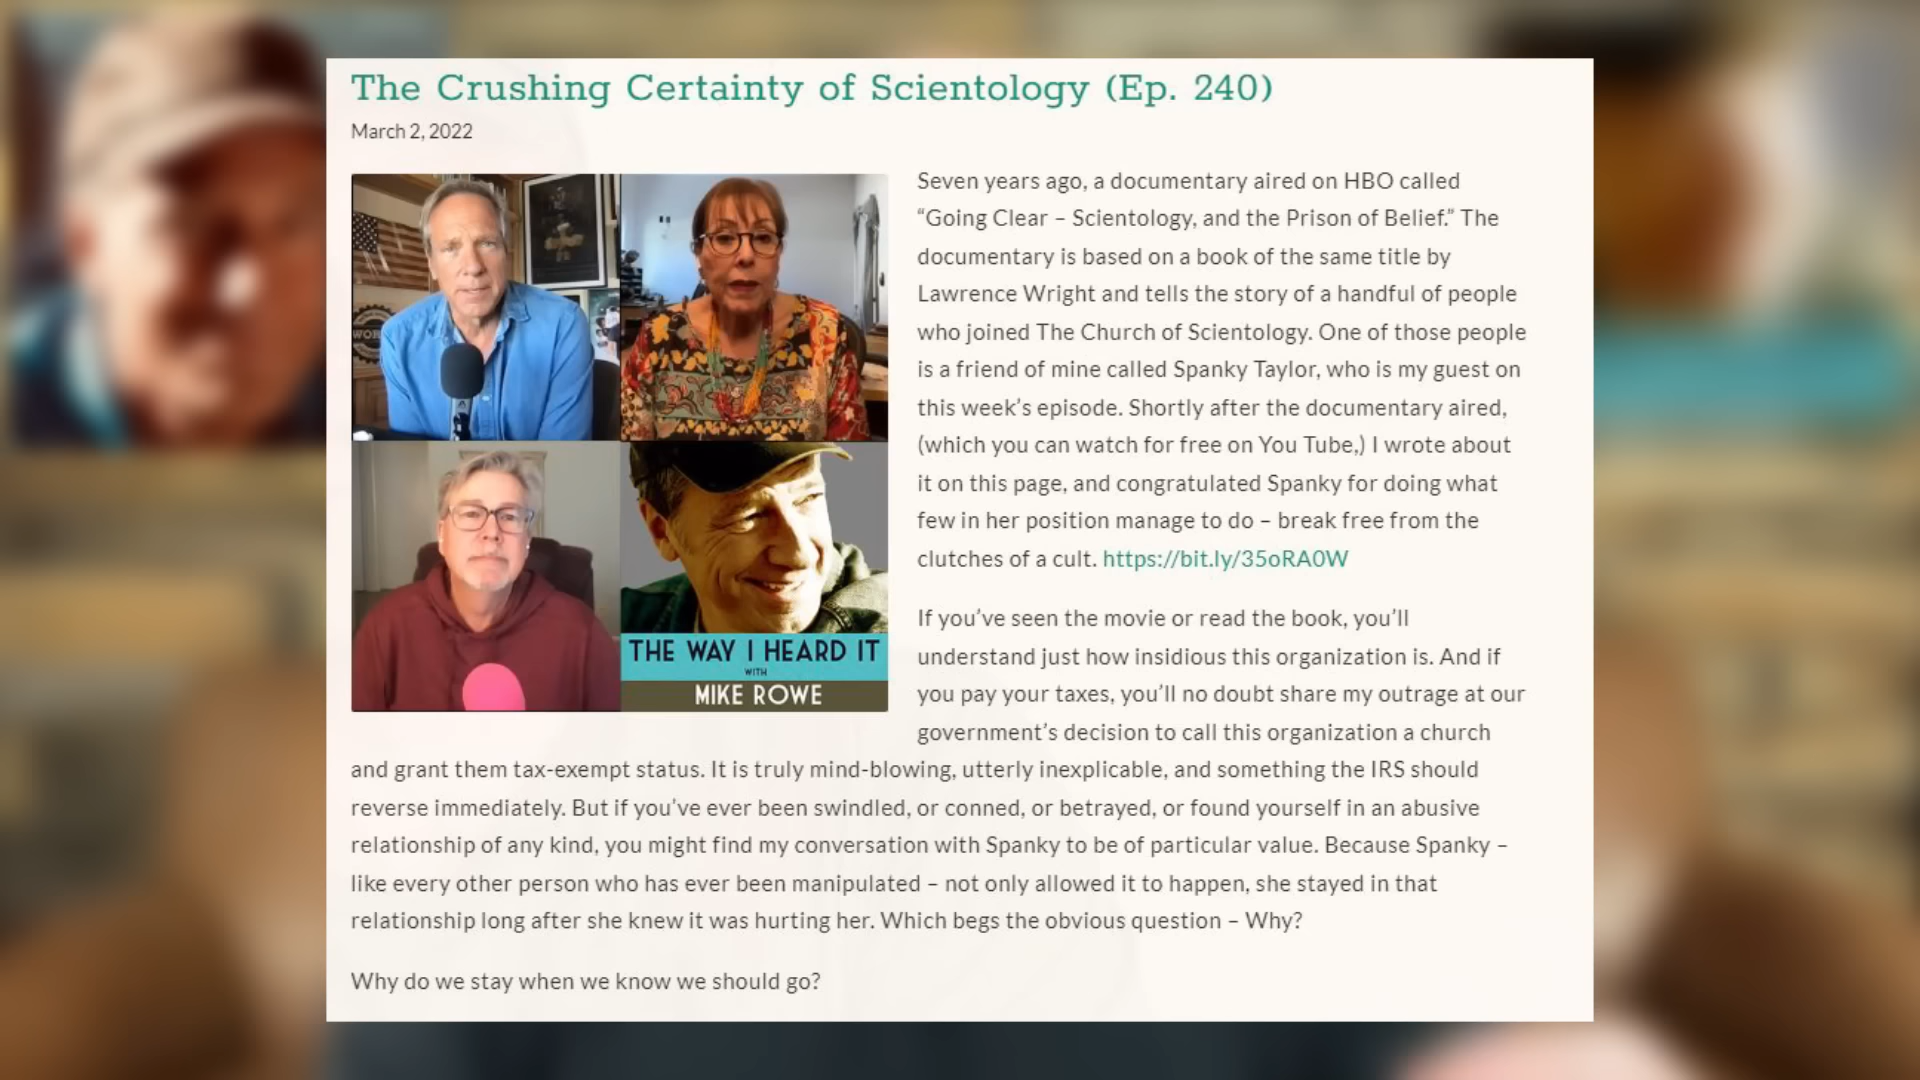 The Crushing Certainty of Scientology (Ep. 240)
March 2, 2022
WOR
THE WAY I HEARD IT
WITH
MIKE ROWE
Seven years ago, a documentary aired on HBO called
“Going Clear – Scientology, and the Prison of Belief.” The
documentary is based on a book of the same title by
Lawrence Wright and tells the story of a handful of people
who joined The Church of Scientology. One of those people
is a friend of mine called Spanky Taylor, who is my guest on
this week’s episode. Shortly after the documentary aired,
(which you can watch for free on You Tube,) I wrote about
it on this page, and congratulated Spanky for doing what
few in her position manage to do – break free from the
clutches of a cult. https://bit.ly/35oRA0W
If you’ve seen the movie or read the book, you’ll
understand just how insidious this organization is. And if
you pay your taxes, you’ll no doubt share my outrage at our
government’s decision to call this organization a church
and grant them tax-exempt status. It is truly mind-blowing, utterly inexplicable, and something the IRS should
reverse immediately. But if you’ve ever been swindled, or conned, or betrayed, or found yourself in an abusive
relationship of any kind, you might find my conversation with Spanky to be of particular value. Because Spanky –
like every other person who has ever been manipulated – not only allowed it to happen, she stayed in that
relationship long after she knew it was hurting her. Which begs the obvious question – Why?
Why do we stay when we know we should go?